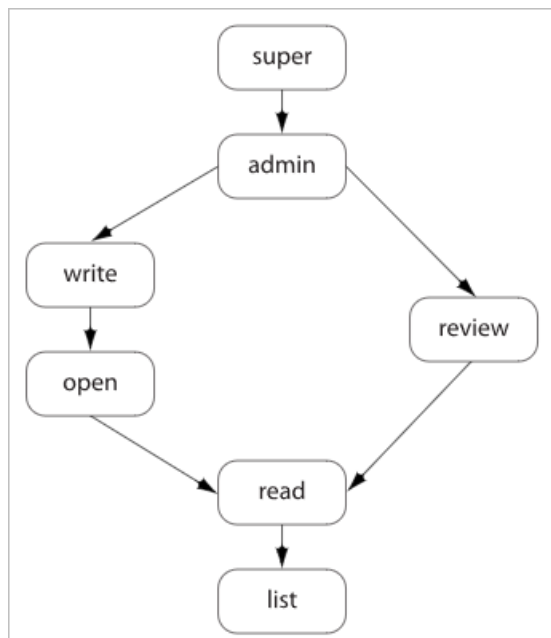 super
admin
write
review
open
read
list